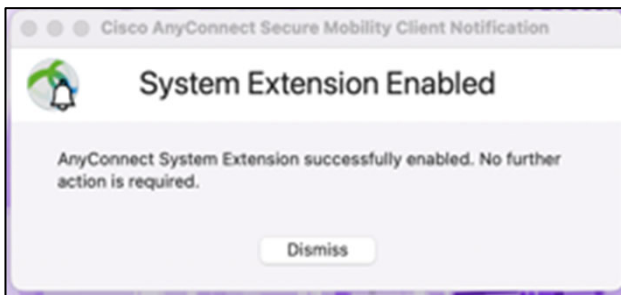 Cisco AnyConnect Secure Mobility Client Notification
System Extension Enabled
AnyConnect System Extension successfully enabled. No further
action is required.
Dismiss